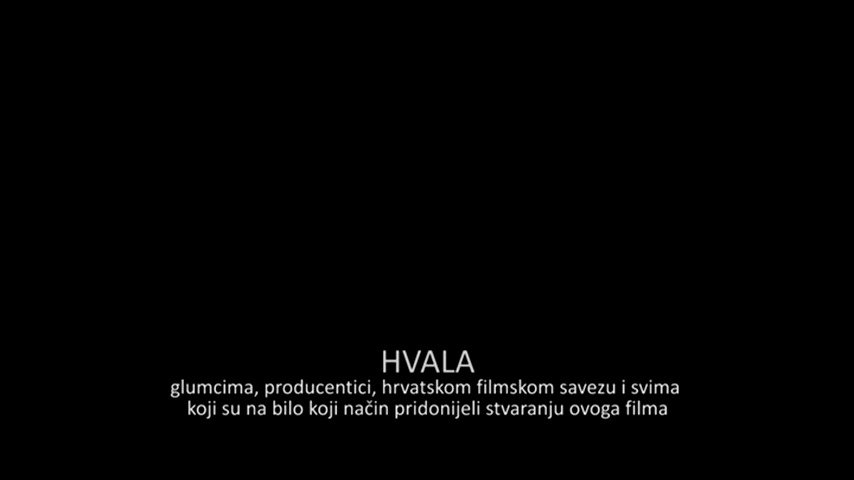 HVALA
glumcima, producentici, hrvatskom filmskom savezu i svima
koji su na bilo koji način pridonijeli stvaranju ovoga filma